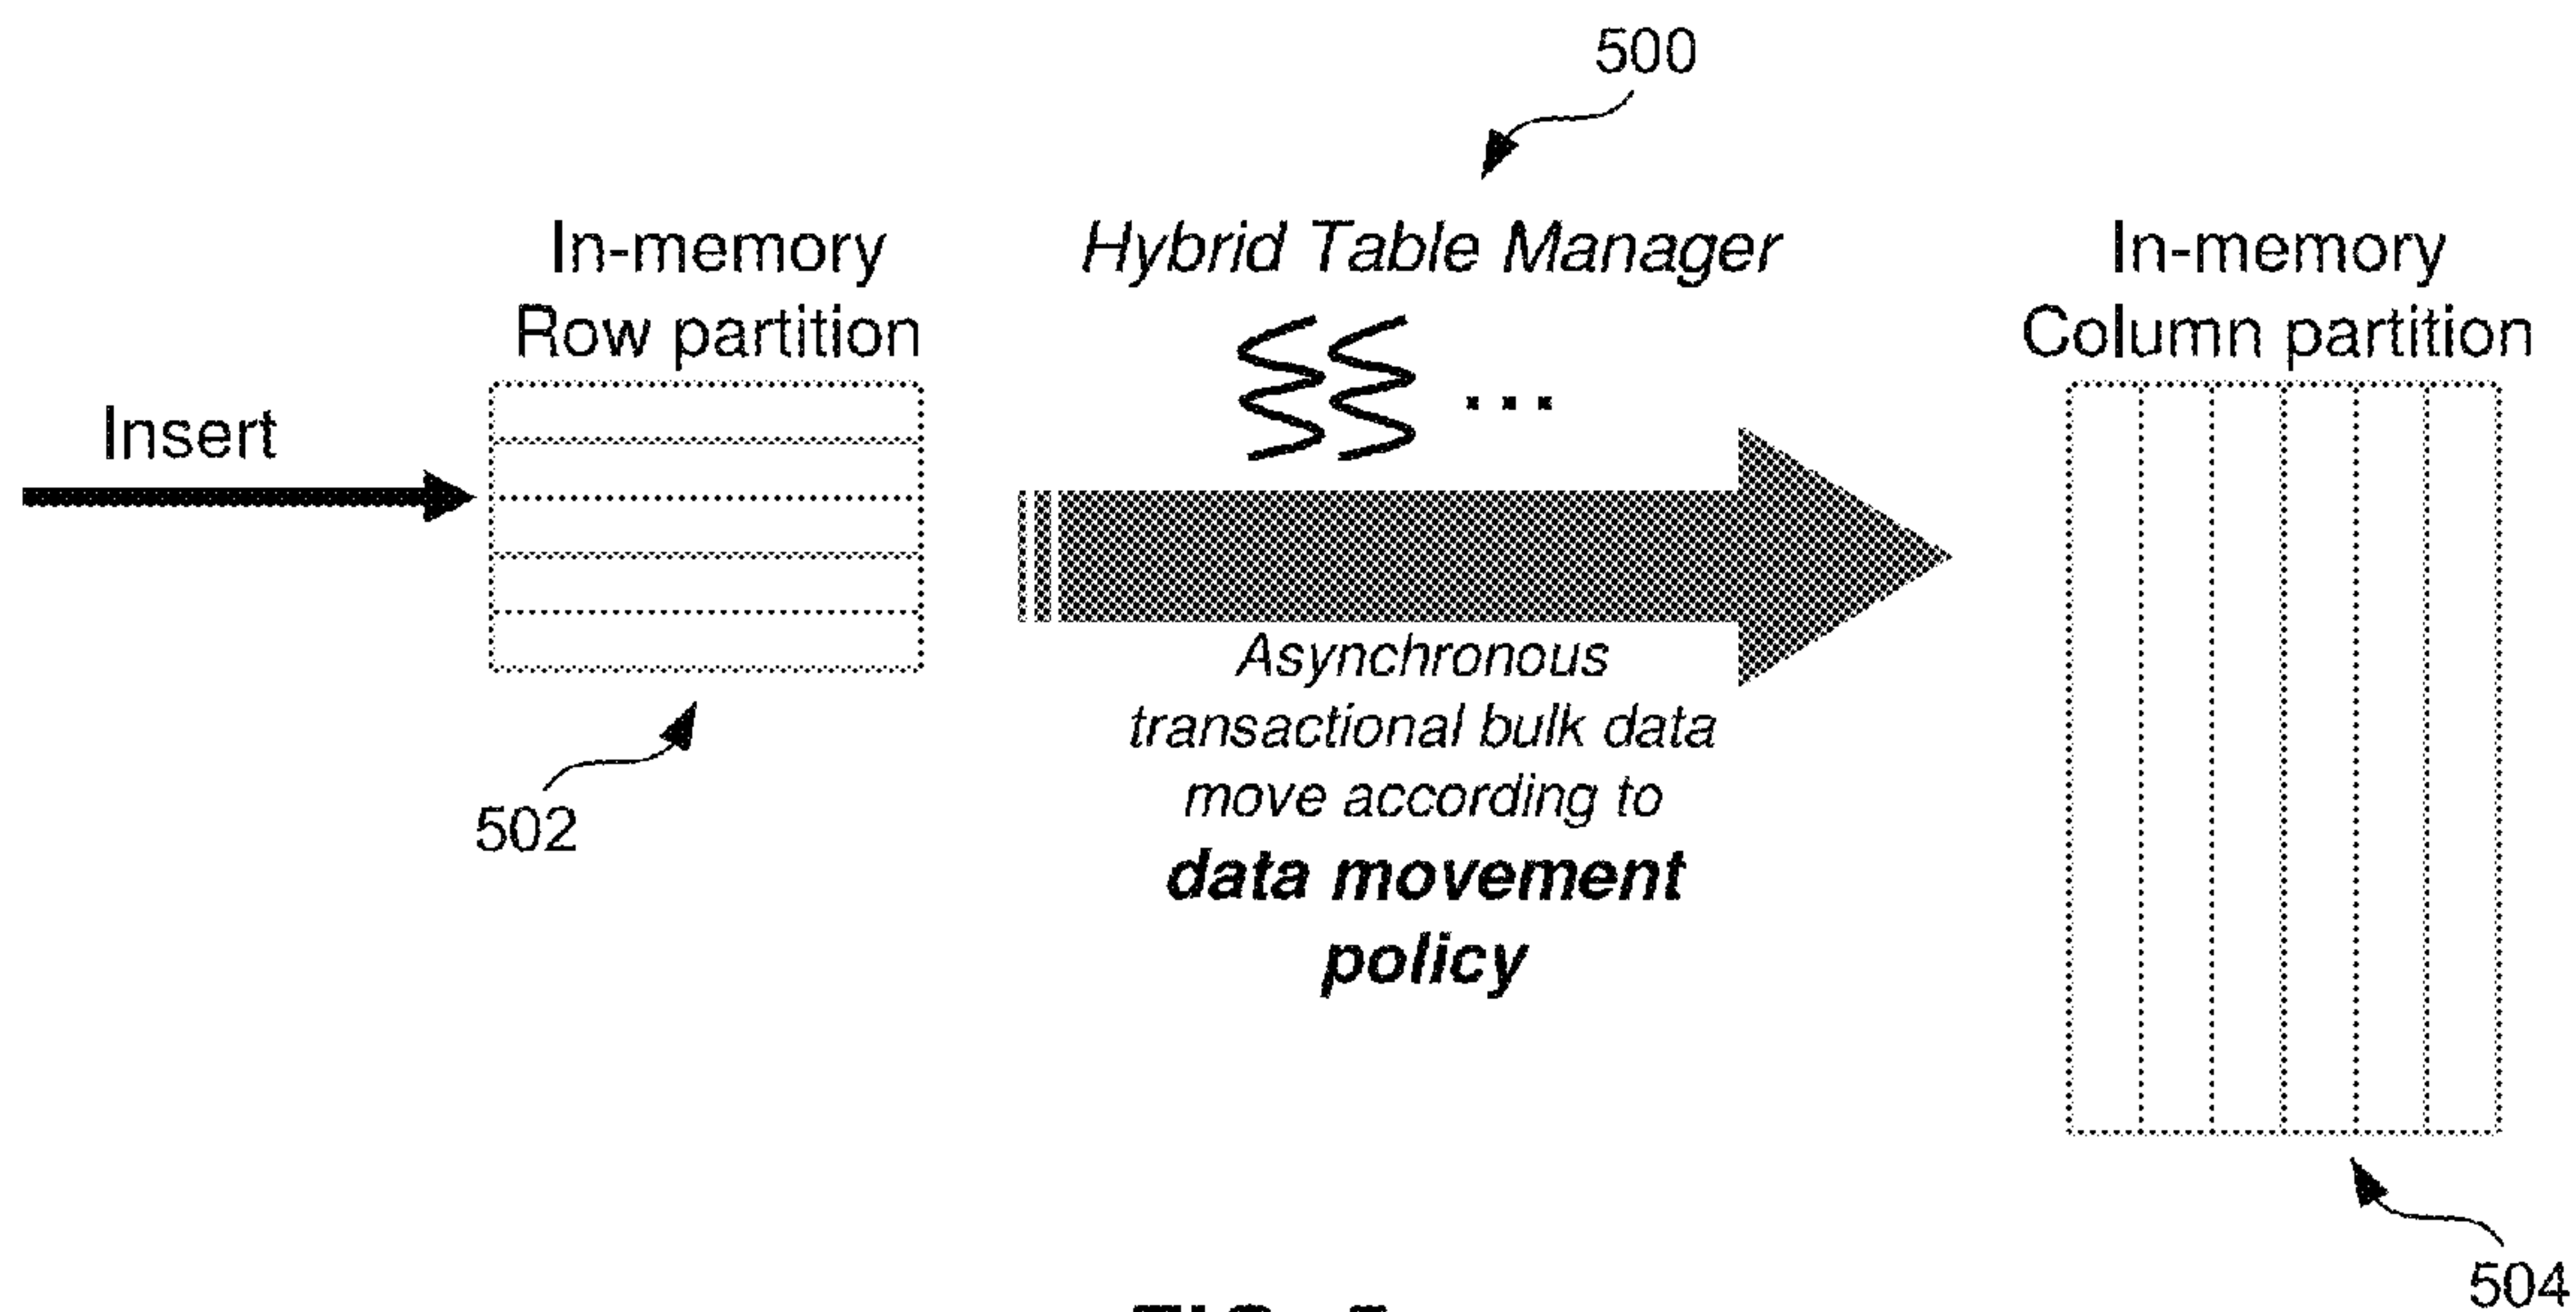 500
In-memory
Row partition
Hybrid Table Manager
In-memory
Column partition
Insert
...
Asynchronous
transactional bulk data
move according to
data movement
policy
502
504